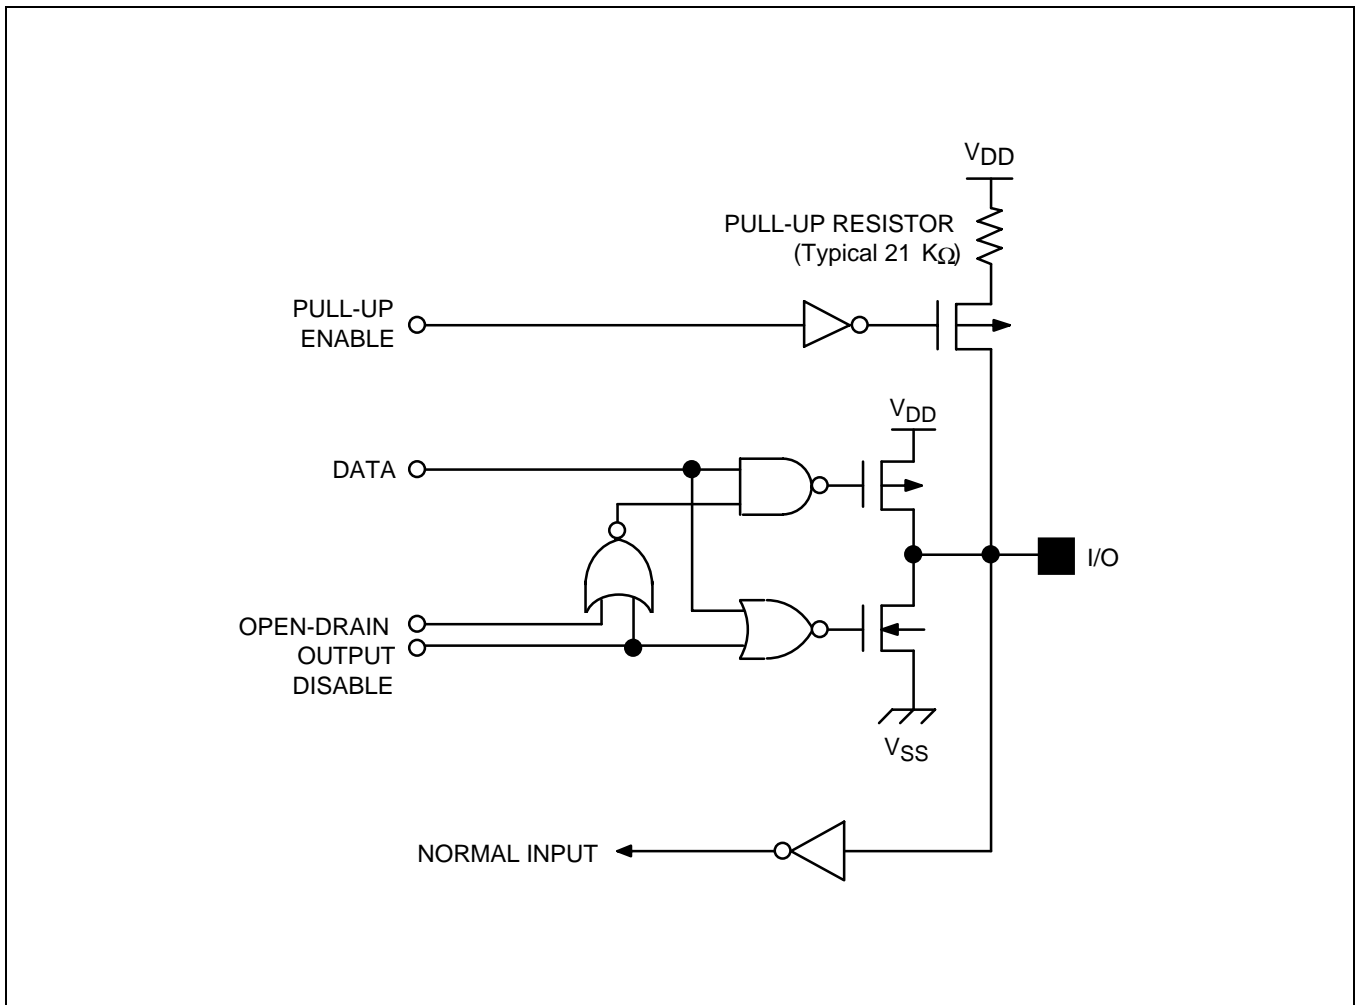 VDD
PULL-UP RESISTOR
(Typical 21 KΩ)
PULL-UP
ENABLE
VDD
DATA
I/O
OPEN-DRAIN
OUTPUT
DISABLE
VSS
NORMAL INPUT